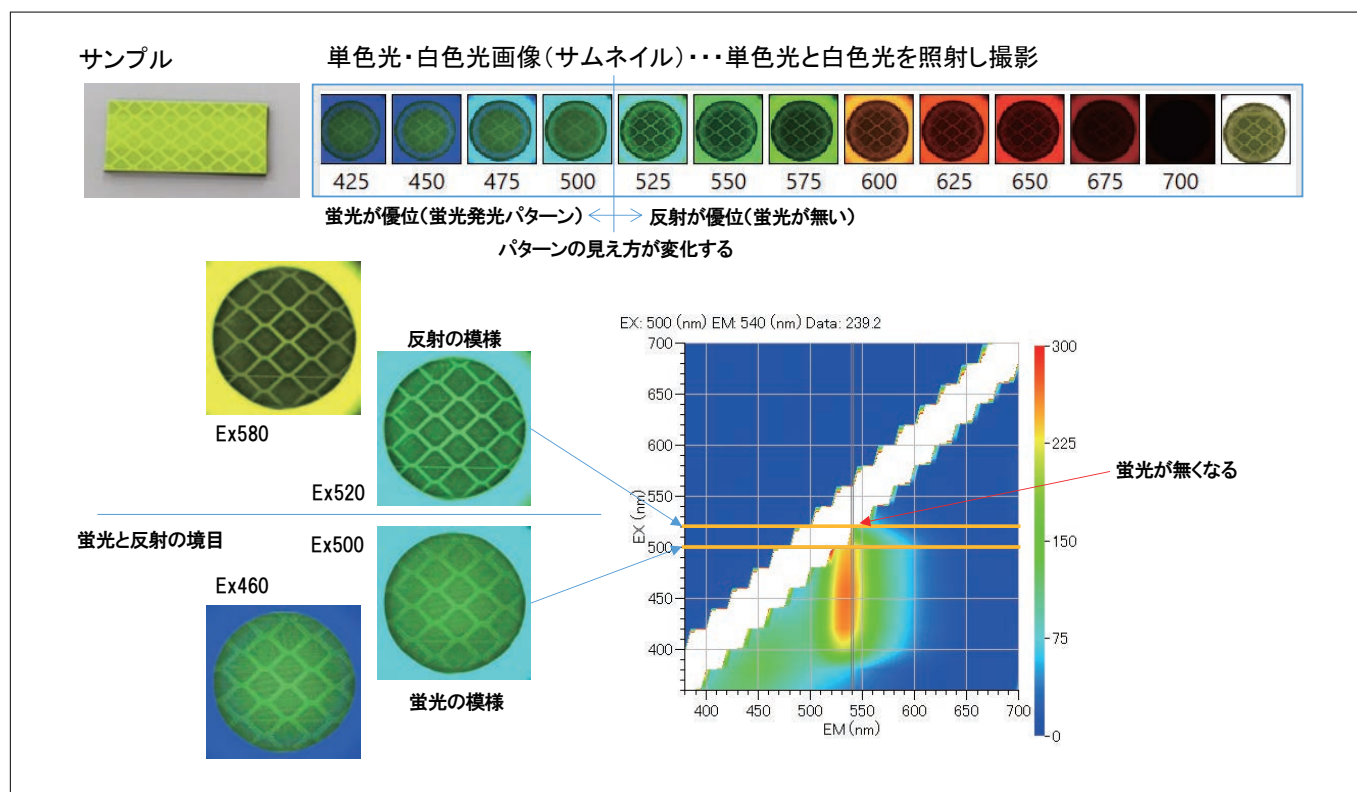 サンプル
単色光・白色光画像(サムネイル)・・・単色光と白色光を照射し撮影
425 450 475 500 525 550 575 600 625 650 675 700
蛍光が優位(蛍光発光パターン)
反射が優位(蛍光が無い)
パターンの見え方が変化する
Ex580
反射の模様
Ex520
蛍光と反射の境目
Ex500
Ex460
蛍光の模様
EX: 500 (nm) EM: 540 (nm) Data: 239.2
700
650
600
550
500
450
400
EX (nm)
400 450 500 550 600 650 700
EM (nm)
300
225
150
75
0
蛍光が無くなる